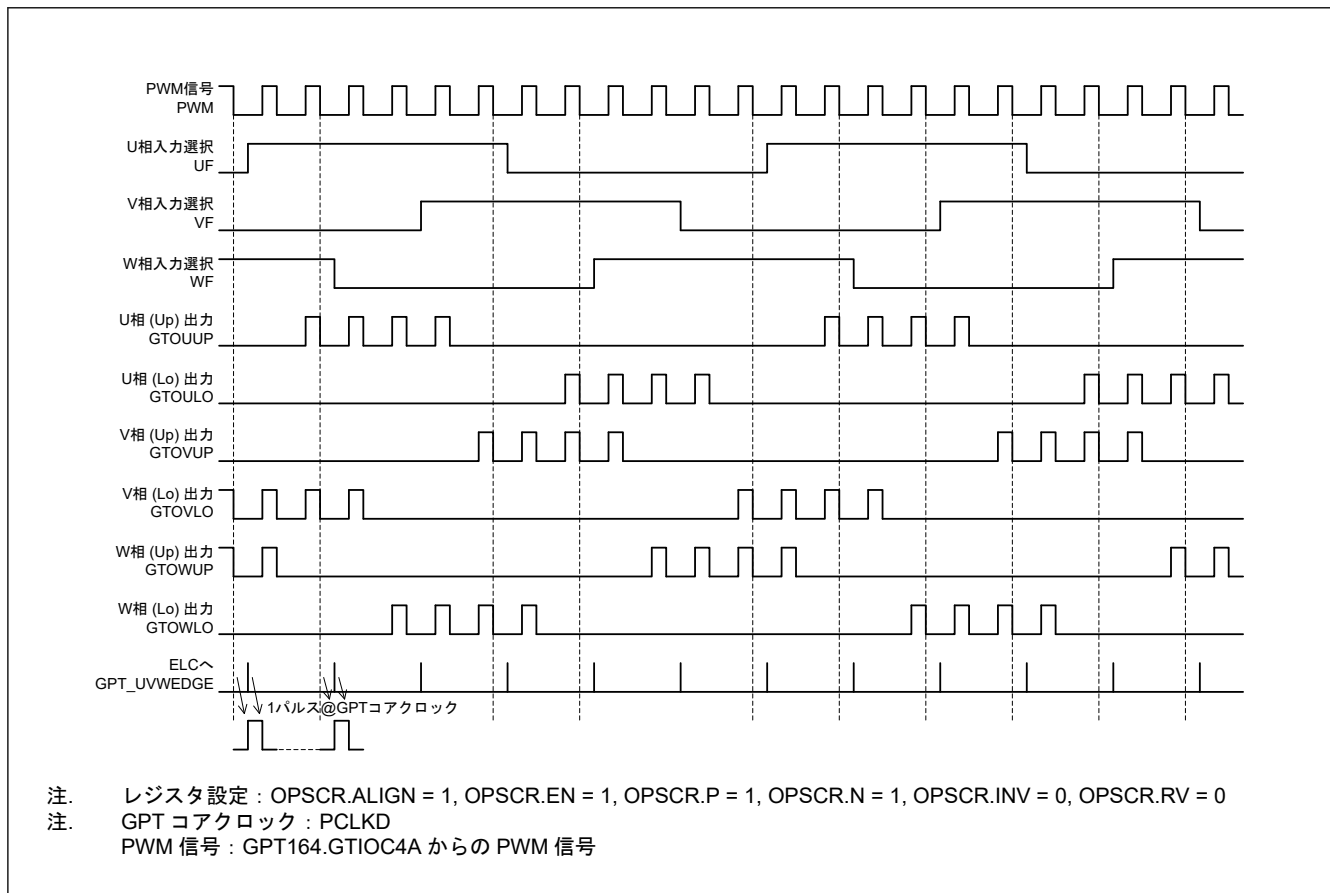 PWM信号
PWM
U相入力選択
UF
V相入力選択
VF
W相入力選択
WF
U相 (Up) 出力
GTOUUP
U相 (Lo) 出力
GTOULO
V相 (Up) 出力
GTOVUP
V相 (Lo) 出力
GTOVLO
W相 (Up) 出力
GTOWUP
W相 (Lo) 出力
GTOWLO
ELCへ
GPT_UVWEDGE
1パルス@GPTコアクロック
注. レジスタ設定：OPSCR.ALIGN = 1, OPSCR.EN = 1, OPSCR.P = 1, OPSCR.N = 1, OPSCR.INV = 0, OPSCR.RV = 0
注. GPT コアクロック：PCLKD
PWM 信号：GPT164.GTIOC4A からの PWM 信号